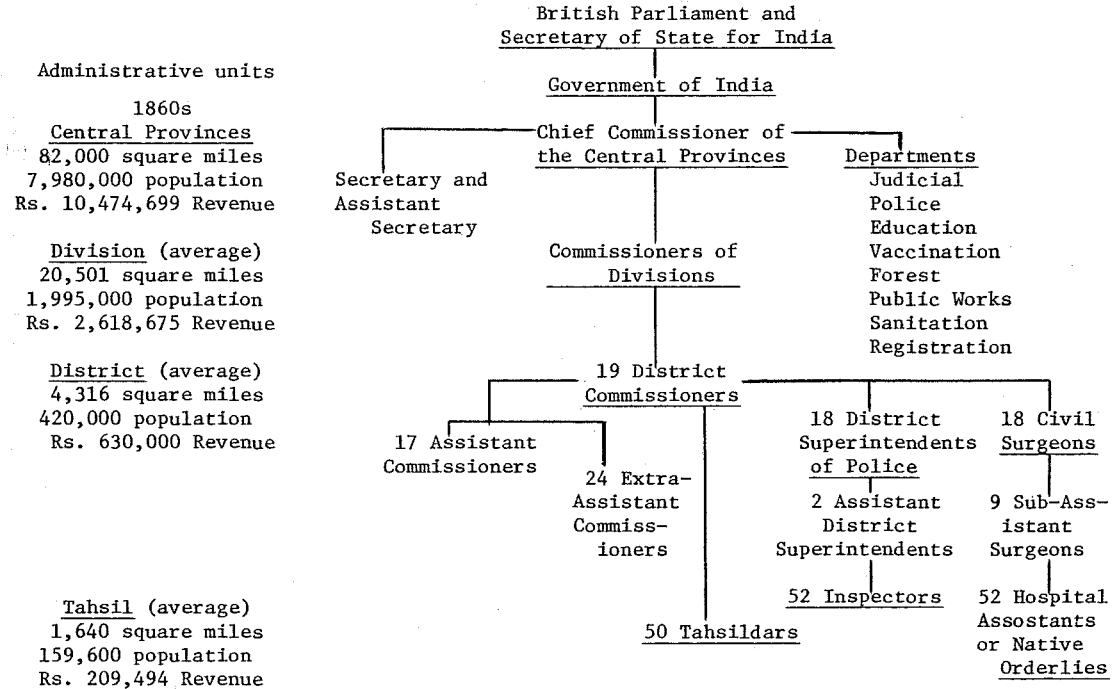 British Parliament and
Secretary of State for India
Government of India
Chief Commissioner of
the Central Provinces
Secretary and
Assistant
Secretary
Departments
Judicial
Police
Education
Vaccination
Forest
Public Works
Sanitation
Registration
Commissioners of
Divisions
19 District
Commissioners
17 Assistant
Commissioners
24 Extra-
Assistant
Commiss-
ioners
50 Tahsildars
18 District
Superintendents
of Police
2 Assistant
District
Superintendents
52 Inspectors
18 Civil
Surgeons
9 Sub-Ass-
istant
Surgeons
52 Hospital
Assostants
or Native
Orderlies
Administrative units
1860s
Central Provinces
82,000 square miles
7,980,000 population
Rs. 10,474,699 Revenue
Division (average)
20,501 square miles
1,995,000 population
Rs. 2,618,675 Revenue
District (average)
4,316 square miles
420,000 population
Rs. 630,000 Revenue
Tahsil (average)
1,640 square miles
159,600 population
Rs. 209,494 Revenue